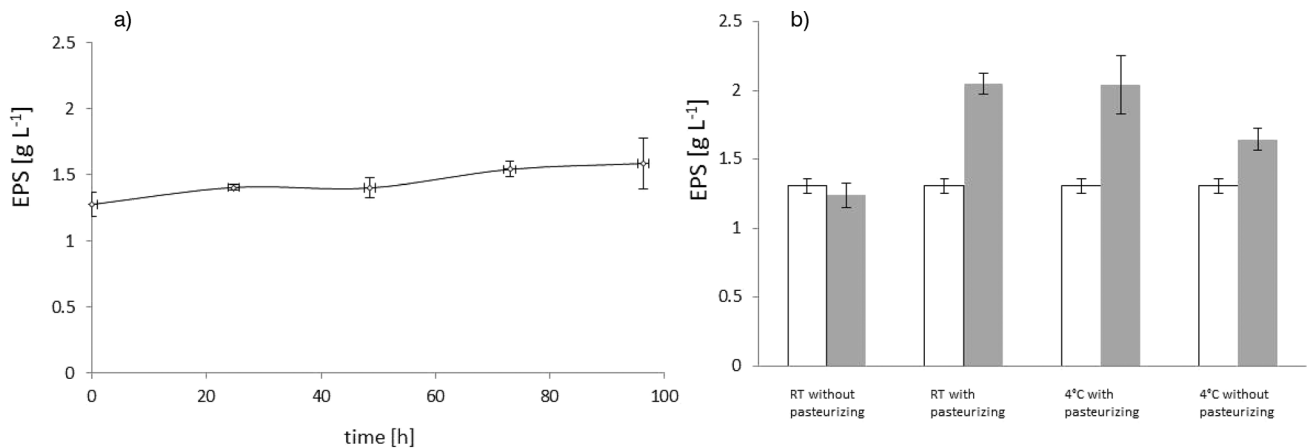 a)
2.5
2
1.5
1
0.5
0
EPS [g L-1]
0 20 40 60 80 100
time [h]
b)
2.5
2
1.5
1
0.5
0
EPS [g L-1]
RT without pasteurizing
RT with pasteurizing
4°C with pasteurizing
4°C without pasteurizing